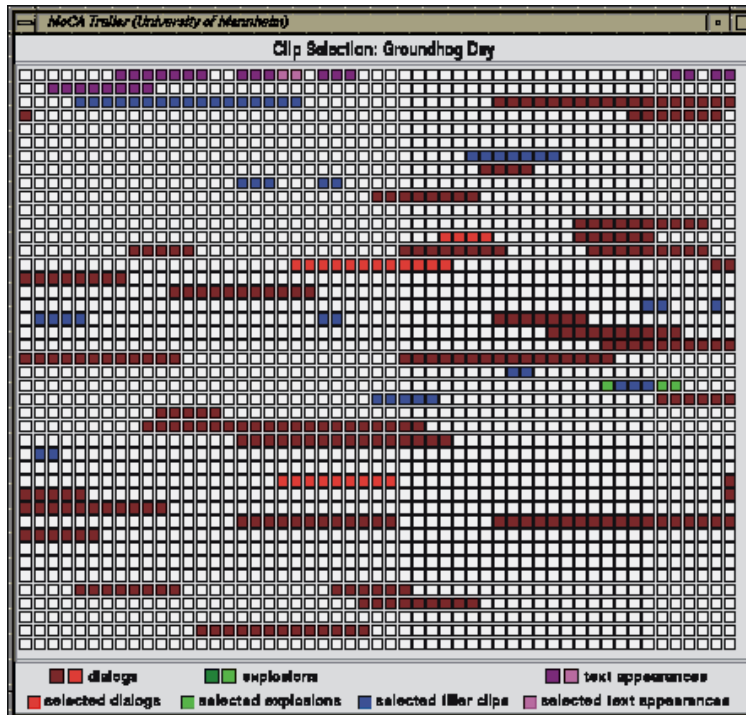 MoCA Trailer (University of Mannheim)
Clip Selection: Groundhog Day
dialogs explosions text appearances
selected dialogs selected explosions selected filler clips selected text appearances